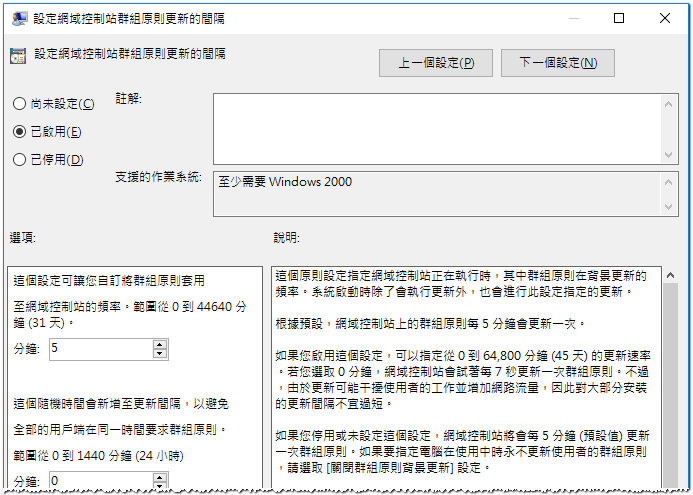 設定網域控制站群組原則更新的間隔
設定網域控制站群組原則更新的間隔
上一個設定(P)
下一個設定(N)
尚未設定(C)
已啟用(E)
已停用(D)
註解:
支援的作業系統:
至少需要 Windows 2000
選項:
說明:
這個設定可讓您自訂將群組原則套用
至網域控制站的頻率。範圍從 0 到 44640 分
鐘 (31 天)。
分鐘:
5
這個隨機時間會新增至更新間隔，以避免
全部的用戶端在同一時間要求群組原則。
範圍從 0 到 1440 分鐘 (24 小時)
分鐘:
0
這個原則設定指定網域控制站正在執行時，其中群組原則在背景更新的
頻率。系統啟動時除了會執行更新外，也會進行此設定指定的更新。
根據預設，網域控制站上的群組原則每 5 分鐘會更新一次。
如果您啟用這個設定，可以指定從 0 到 64,800 分鐘 (45 天) 的更新速率
。若您選取 0 分鐘，網域控制站會試著每 7 秒更新一次群組原則。不過
，由於更新可能干擾使用者的工作並增加網路流量，因此對大部分安裝
的更新間隔不宜過短。
如果您停用或未設定這個設定，網域控制站將會每 5 分鐘 (預設值) 更新
一次群組原則。如果要指定電腦在使用中時永不更新使用者的群組原則
，請選取 [關閉群組原則背景更新] 設定。